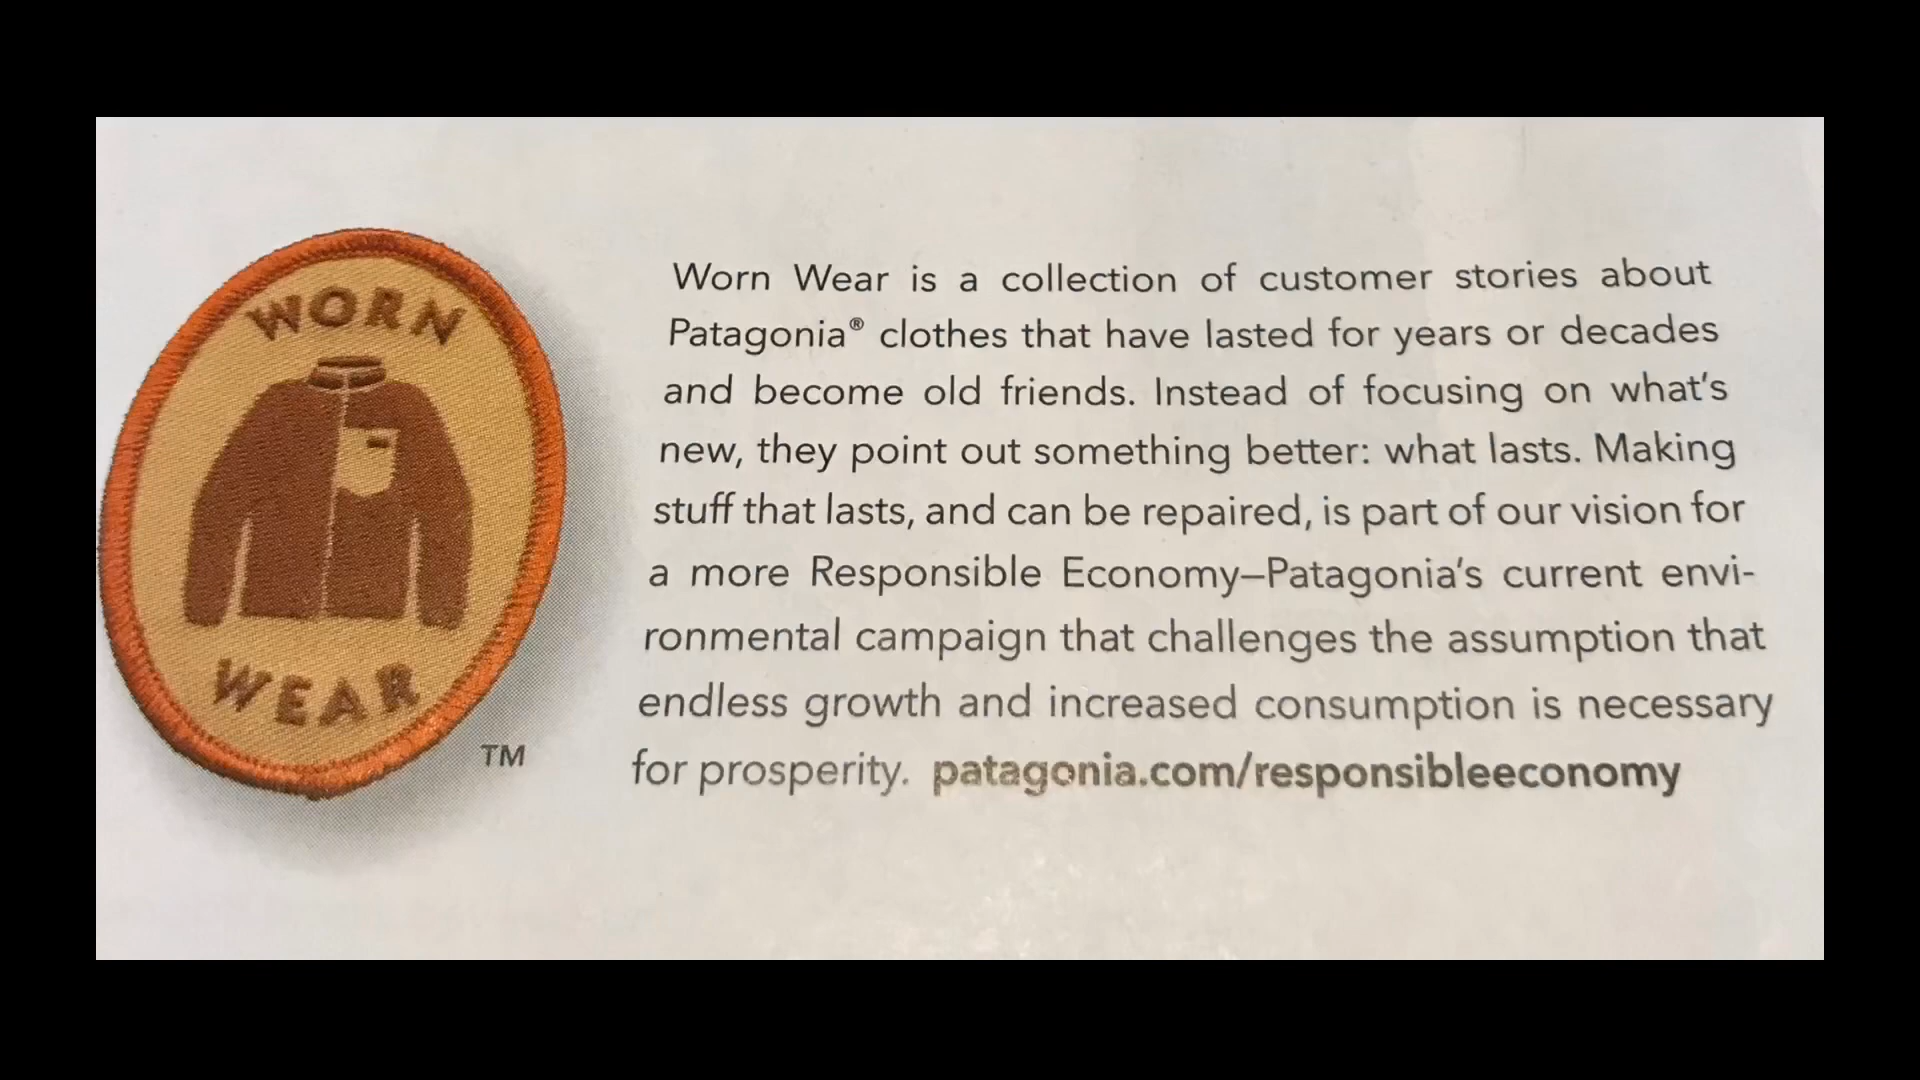 WORN
WEAR
TM
Worn Wear is a collection of customer stories about
Patagonia® clothes that have lasted for years or decades
and become old friends. Instead of focusing on what's
new, they point out something better: what lasts. Making
stuff that lasts, and can be repaired, is part of our vision for
a more Responsible Economy—Patagonia's current envi-
ronmental campaign that challenges the assumption that
endless growth and increased consumption is necessary
for prosperity. patagonia.com/responsibleeconomy